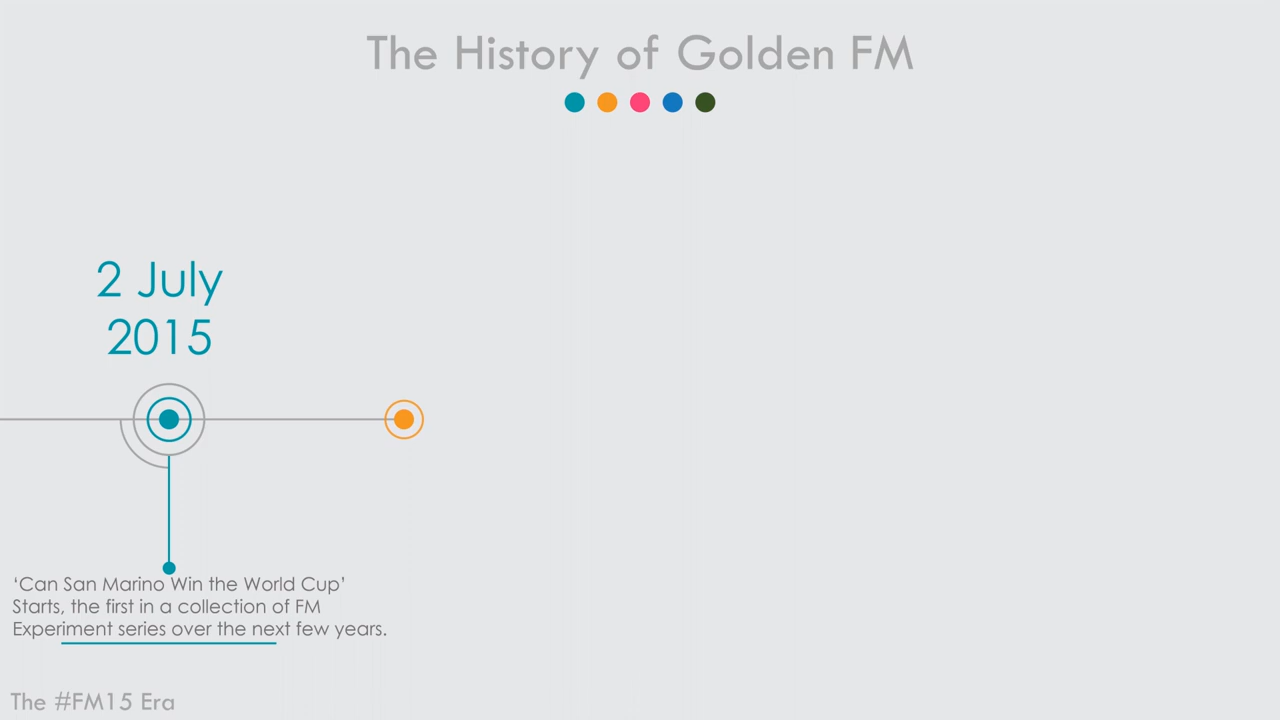 The History of Golden FM
2 July
2015
‘Can San Marino Win the World Cup’
Starts, the first in a collection of FM
Experiment series over the next few years.
The #FM15 Era